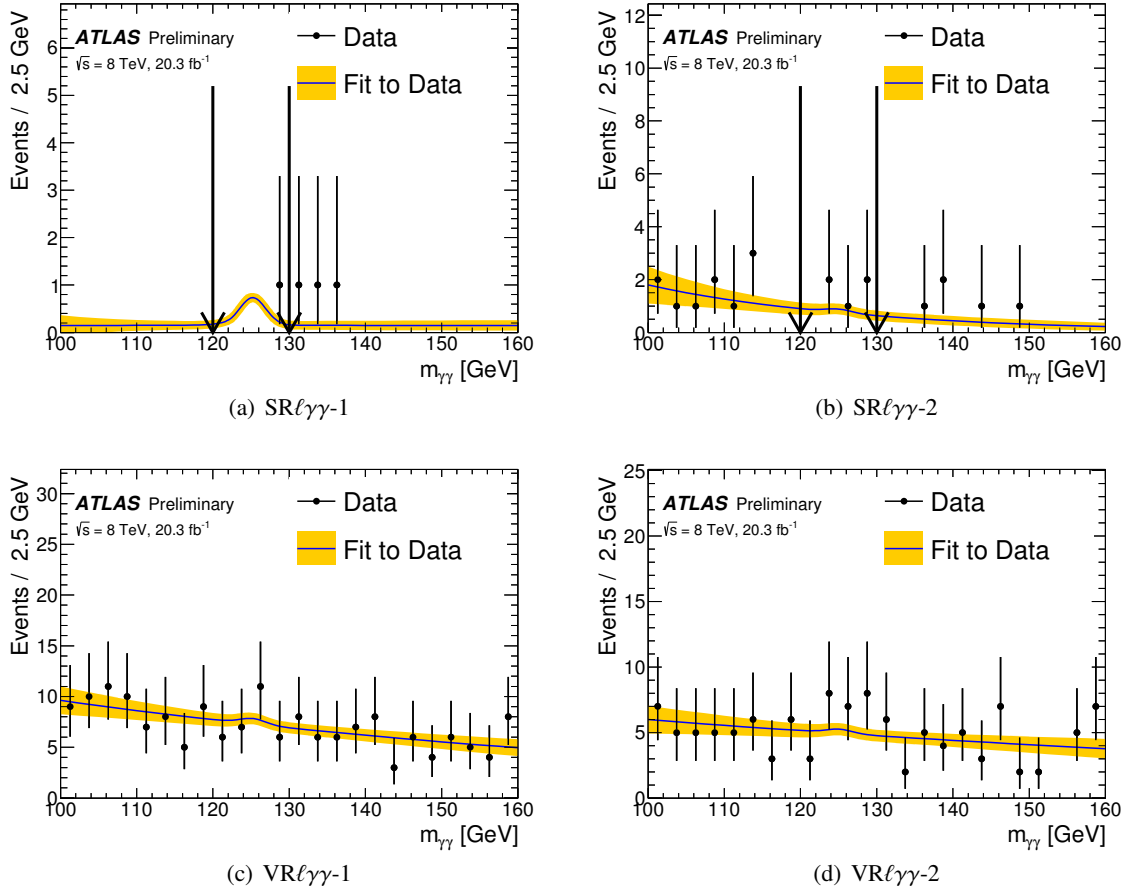 Events / 2.5 GeV
6
5
4
3
2
1
0
ATLAS Preliminary
√s = 8 TeV, 20.3 fb⁻¹
Data
Fit to Data
100 110 120 130 140 150 160
mγγ [GeV]
(a) SRℓγγ-1
Events / 2.5 GeV
12
10
8
6
4
2
0
ATLAS Preliminary
√s = 8 TeV, 20.3 fb⁻¹
Data
Fit to Data
100 110 120 130 140 150 160
mγγ [GeV]
(b) SRℓγγ-2
Events / 2.5 GeV
30
25
20
15
10
5
0
ATLAS Preliminary
√s = 8 TeV, 20.3 fb⁻¹
Data
Fit to Data
100 110 120 130 140 150 160
mγγ [GeV]
(c) VRℓγγ-1
Events / 2.5 GeV
25
20
15
10
5
0
ATLAS Preliminary
√s = 8 TeV, 20.3 fb⁻¹
Data
Fit to Data
100 110 120 130 140 150 160
mγγ [GeV]
(d) VRℓγγ-2